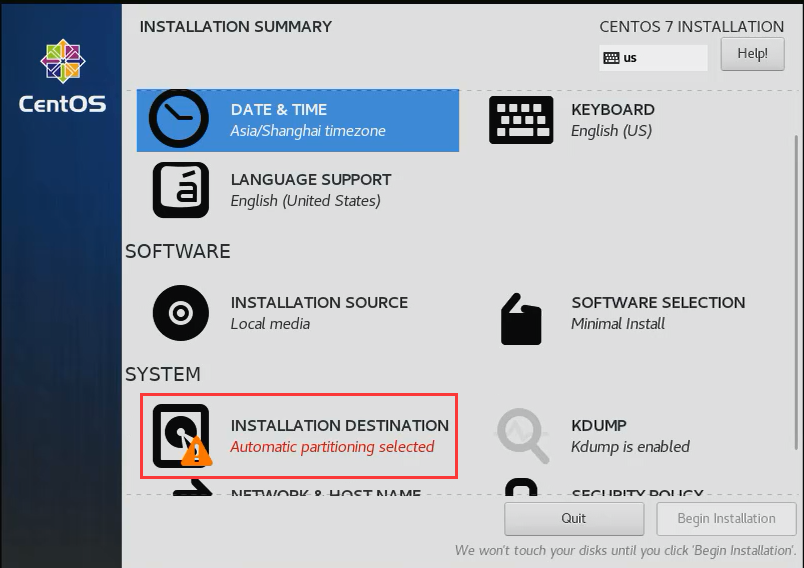 INSTALLATION SUMMARY
CENTOS 7 INSTALLATION
us
Help!
CentOS
DATE & TIME
Asia/Shanghai timezone
KEYBOARD
English (US)
LANGUAGE SUPPORT
English (United States)
SOFTWARE
INSTALLATION SOURCE
Local media
SOFTWARE SELECTION
Minimal Install
SYSTEM
INSTALLATION DESTINATION
Automatic partitioning selected
KDUMP
Kdump is enabled
NETWORK & HOST NAME
SECURITY POLICY
Quit
Begin Installation
We won't touch your disks until you click 'Begin Installation'.